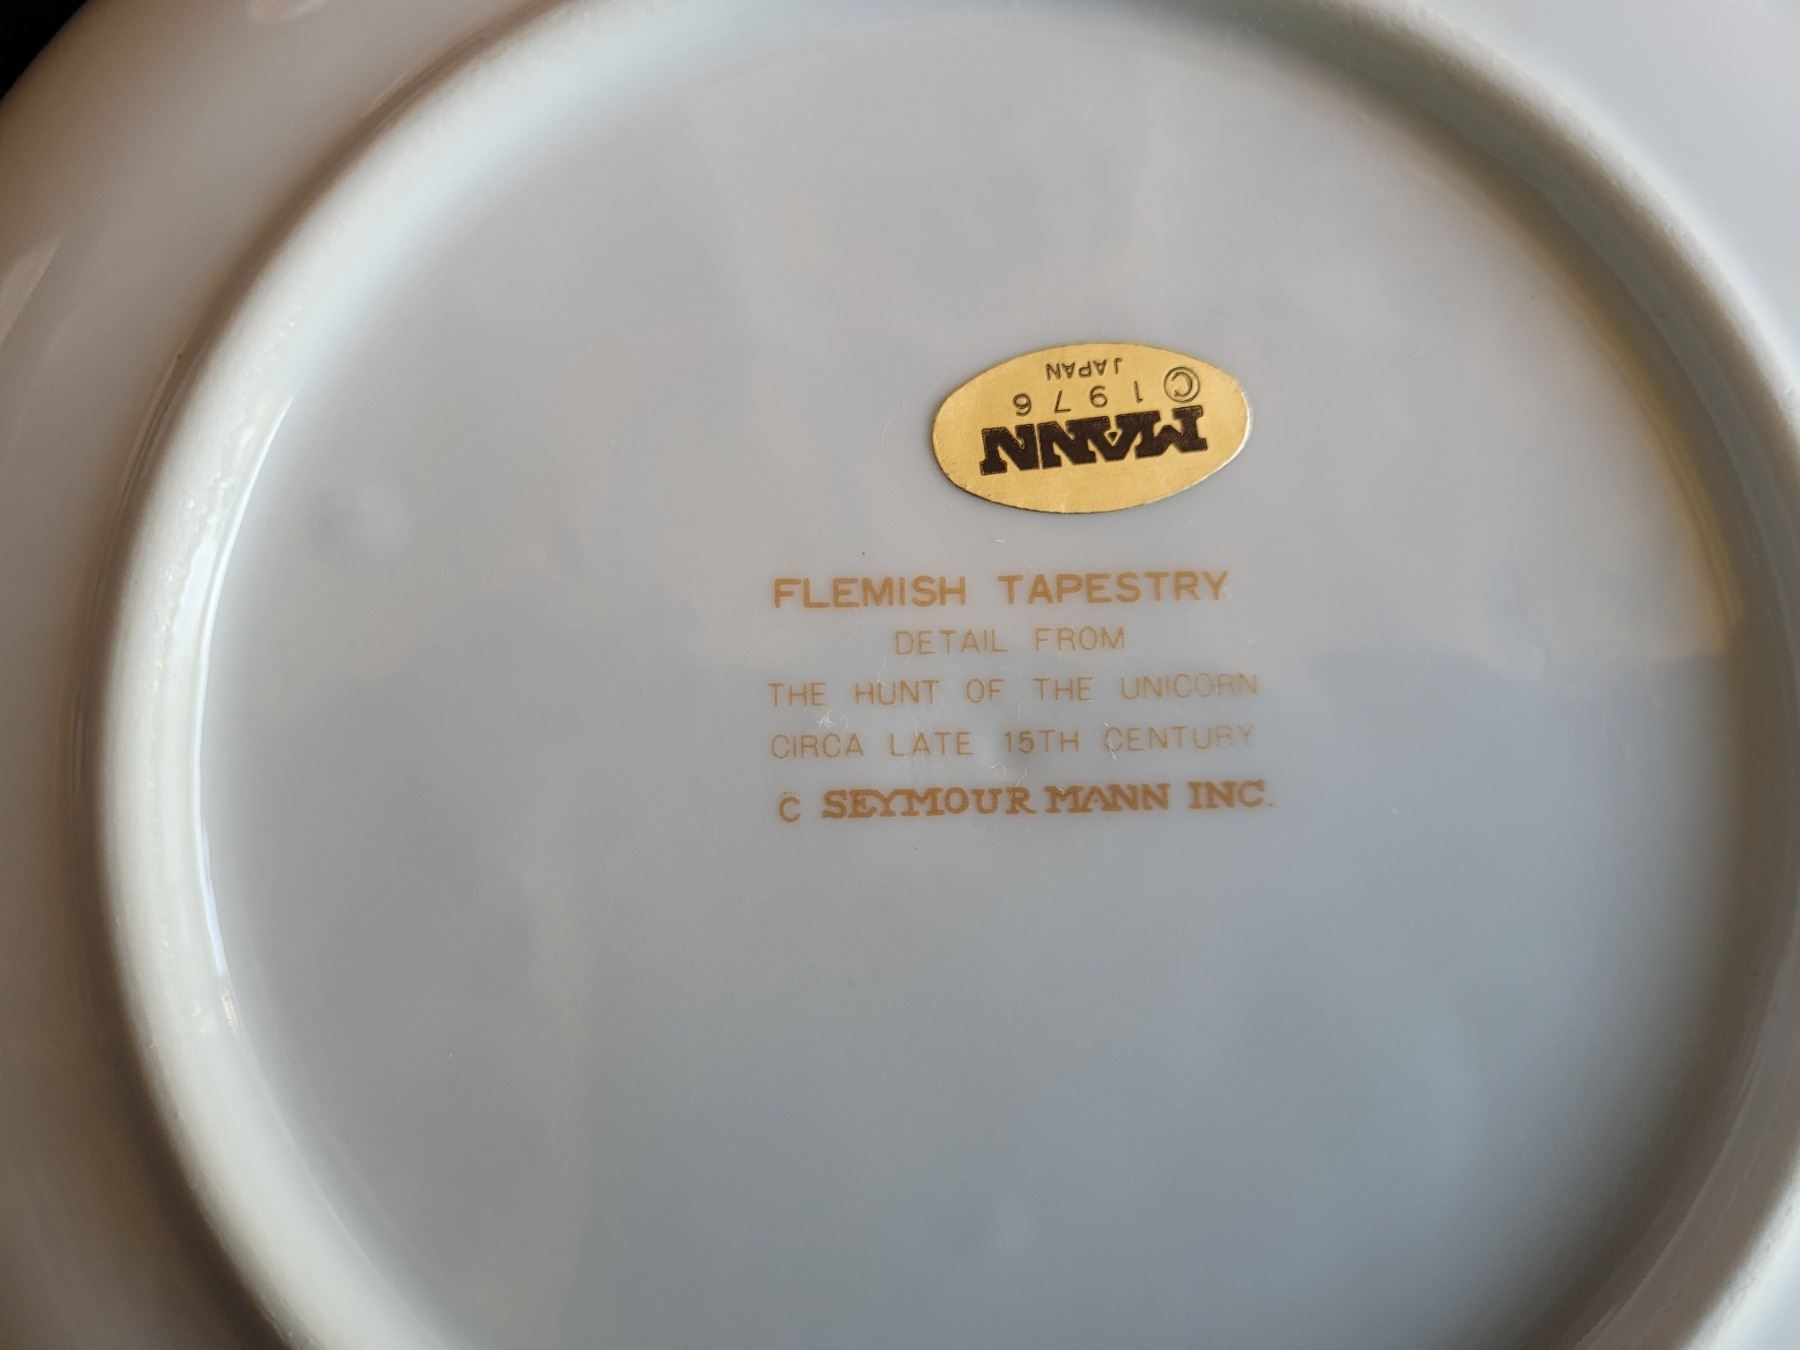 MANN
© 1976
JAPAN
FLEMISH TAPESTRY
DETAIL FROM
THE HUNT OF THE UNICORN
CIRCA LATE 15TH CENTURY
C SEYMOUR MANN INC.